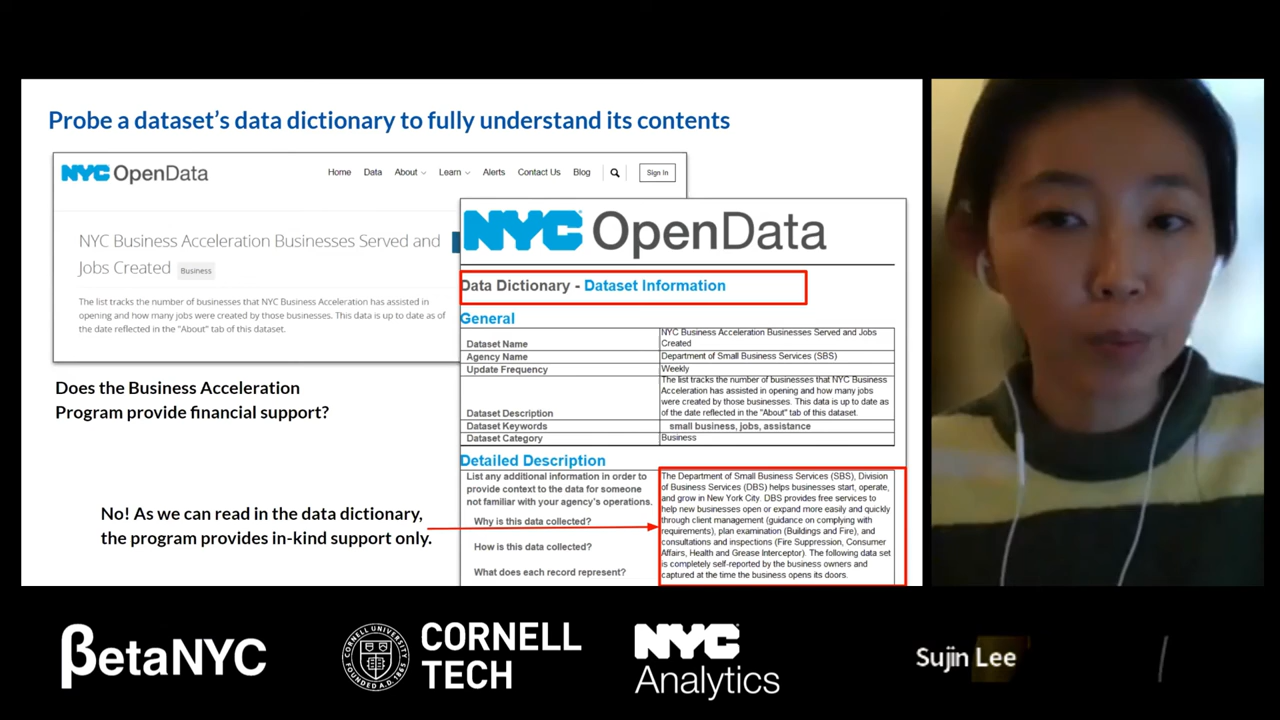 Probe a dataset's data dictionary to fully understand its contents
NYC OpenData
Home Data About Learn Alerts Contact Us Blog Sign In
NYC Business Acceleration Businesses Served and
Jobs Created Business
The list tracks the number of businesses that NYC Business Acceleration has assisted in
opening and how many jobs were created by those businesses. This data is up to date as of
the date reflected in the "About" tab of this dataset.
Does the Business Acceleration
Program provide financial support?
No! As we can read in the data dictionary,
the program provides in-kind support only.
NYC OpenData
Data Dictionary - Dataset Information
General
Dataset Name
NYC Business Acceleration Businesses Served and Jobs
Created
Agency Name Department of Small Business Services (SBS)
Update Frequency Weekly
Dataset Description
The list tracks the number of businesses that NYC Business
Acceleration has assisted in opening and how many jobs
were created by those businesses. This data is up to date as
of the date reflected in the "About" tab of this dataset.
Dataset Keywords small business, jobs, assistance
Dataset Category Business
Detailed Description
List any additional information in order to
provide context to the data for someone
not familiar with your agency's operations.
Why is this data collected?
How is this data collected?
What does each record represent?
The Department of Small Business Services (SBS), Division
of Business Services (DBS) helps businesses start, operate,
and grow in New York City. DBS provides free services to
help new businesses open or expand more easily and quickly
through client management (guidance on complying with
requirements), plan examination (Buildings and Fire), and
consultations and inspections (Fire Suppression, Consumer
Affairs, Health and Grease Interceptor). The following data set
is completely self-reported by the business owners and
captured at the time the business opens its doors.
βetaNYC
CORNELL UNIVERSITY
FOUNDED A.D. 1865
CORNELL
TECH
NYC
Analytics
Sujin Lee